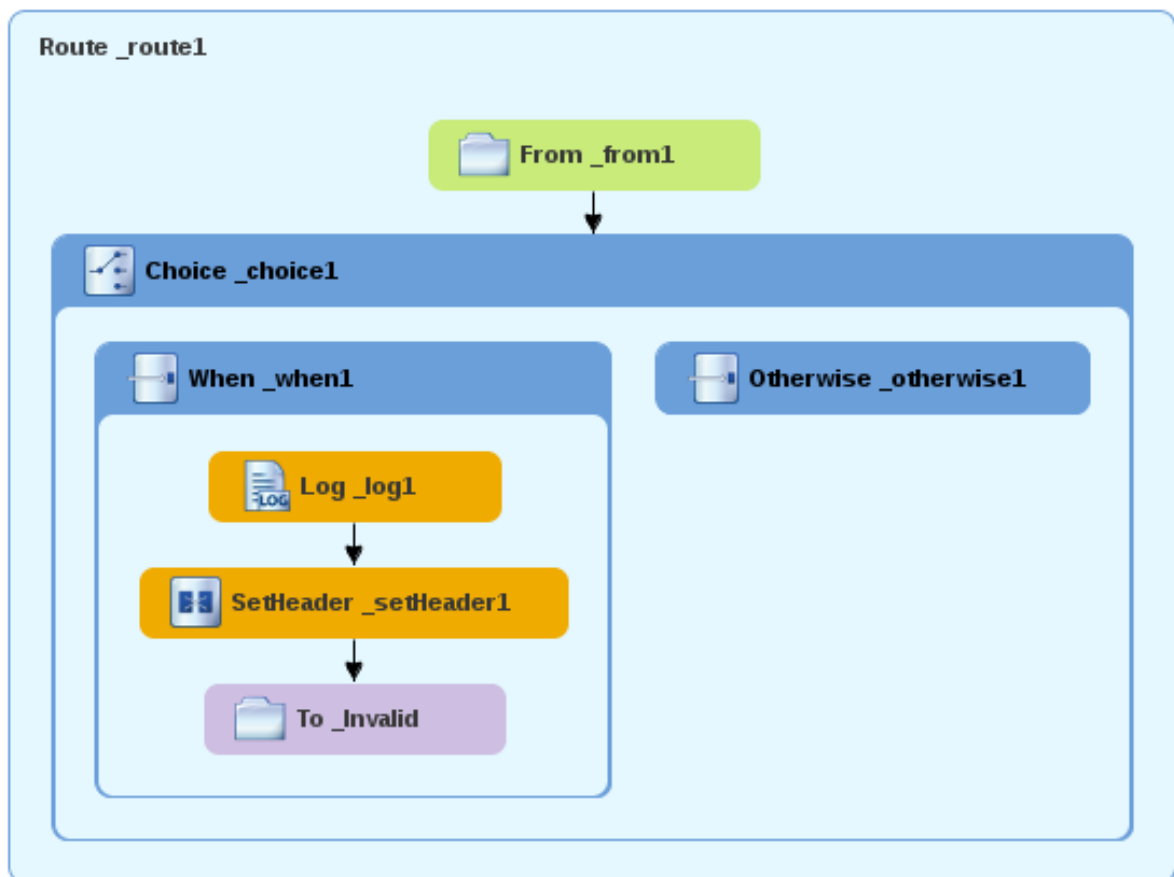 Route _route1
From _from1
Choice _choice1
When _when1
Otherwise _otherwise1
Log _log1
LOG
SetHeader _setHeader1
To _Invalid